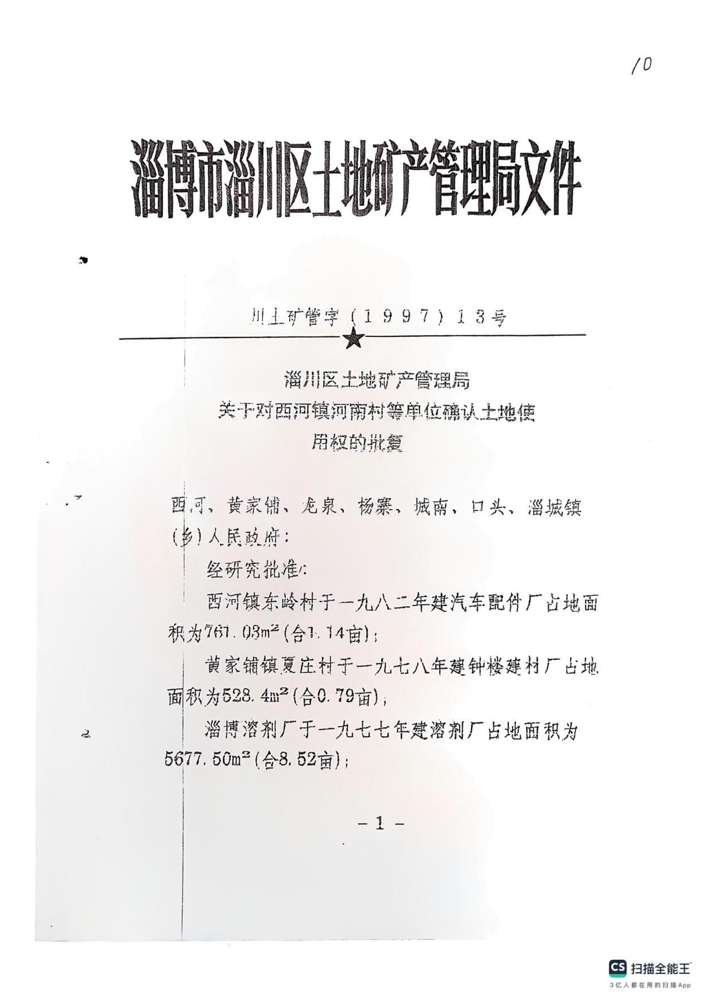 10
淄博市淄川区土地矿产管理局文件
川土矿管字(1997)13号
淄川区土地矿产管理局
关于对西河镇河南村等单位确认土地使
用权的批复
西河、黄家铺、龙泉、杨寨、城南、口头、淄城镇
(乡)人民政府:
经研究批准:
西河镇东岭村于一九八二年建汽车配件厂占地面
积为761.03m²(合1.14亩);
黄家铺镇夏庄村于一九七八年建钟楼建材厂占地
面积为528.4m²(合0.79亩);
淄博溶剂厂于一九七七年建溶剂厂占地面积为
5677.50m²(合8.52亩);
-1-
CS 扫描全能王
3亿人都在用的扫描App